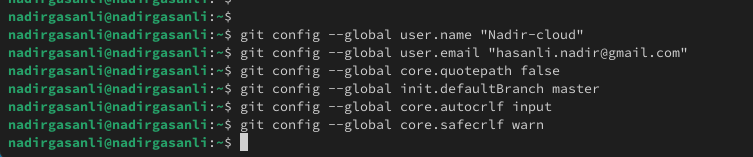 nadirgasanli@nadirgasanli:~$
nadirgasanli@nadirgasanli:~$ git config --global user.name "Nadir-cloud"
nadirgasanli@nadirgasanli:~$ git config --global user.email "hasanli.nadir@gmail.com"
nadirgasanli@nadirgasanli:~$ git config --global core.quotepath false
nadirgasanli@nadirgasanli:~$ git config --global init.defaultBranch master
nadirgasanli@nadirgasanli:~$ git config --global core.autocrlf input
nadirgasanli@nadirgasanli:~$ git config --global core.safecrlf warn
nadirgasanli@nadirgasanli:~$